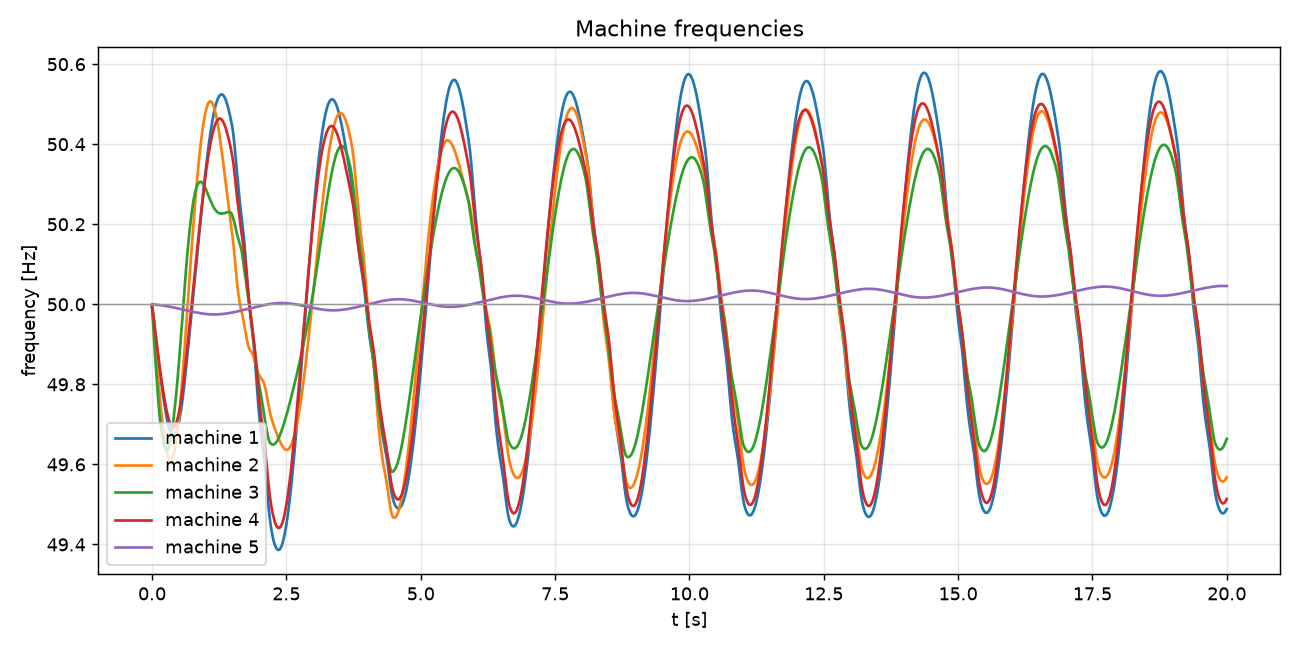 Machine frequencies
frequency [Hz]
50.6
50.4
50.2
50.0
49.8
49.6
49.4
machine 1
machine 2
machine 3
machine 4
machine 5
0.0 2.5 5.0 7.5 10.0 12.5 15.0 17.5 20.0
t [s]